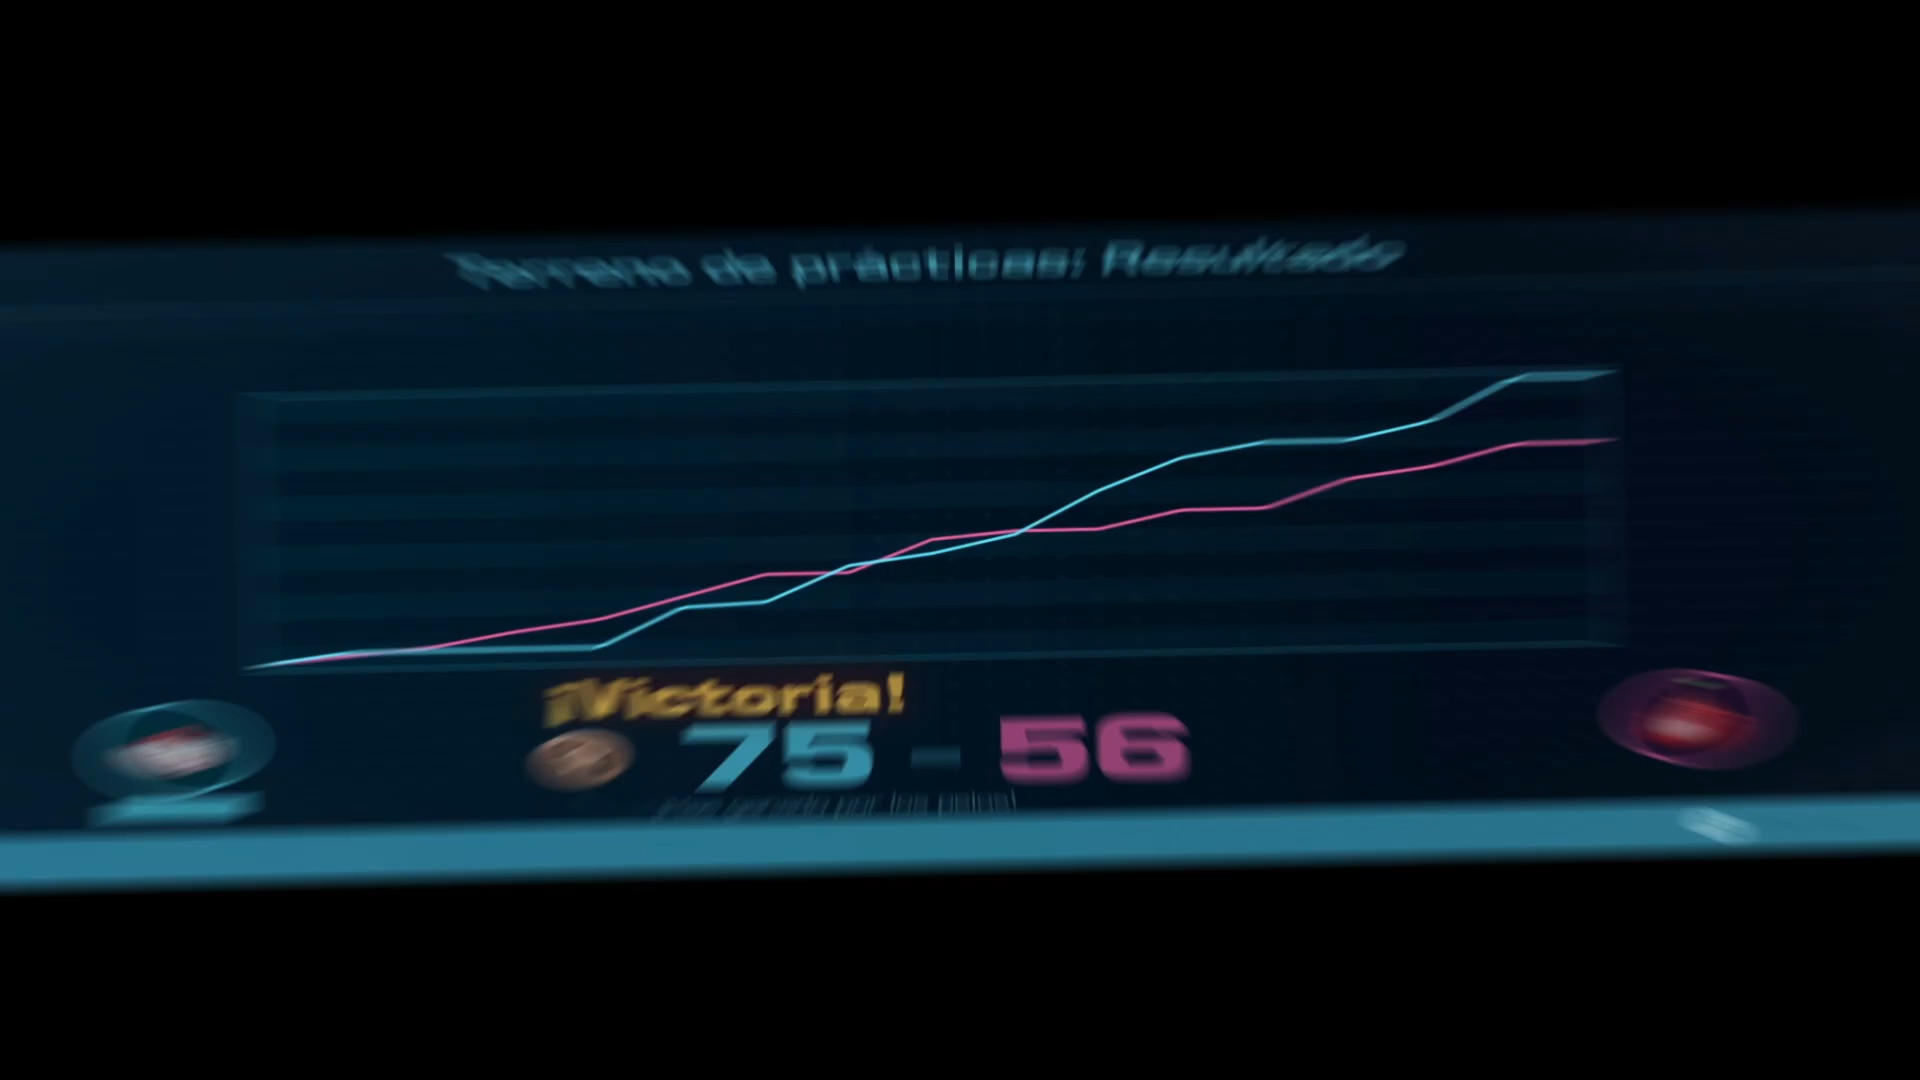 Terreno de prácticas: Resultado
¡Victoria!
75 - 56